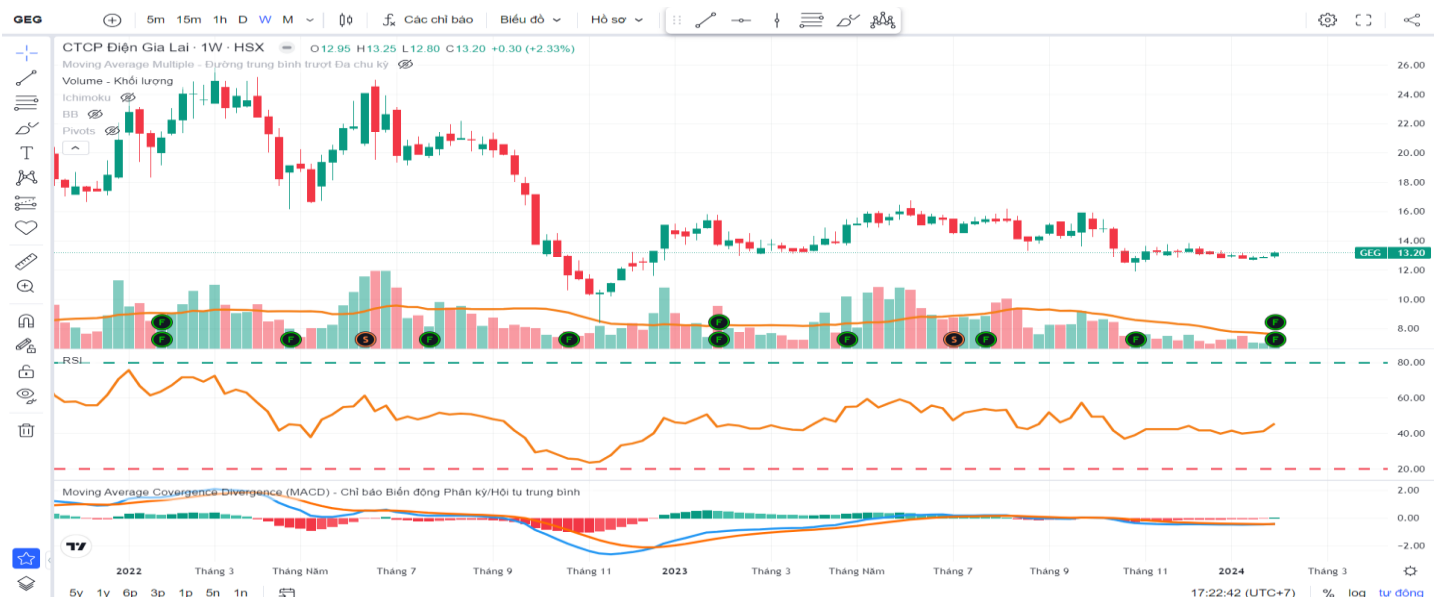 GEG 5m 15m 1h D W M Các chỉ báo Biểu đồ Hồ sơ
CTCP Điện Gia Lai · 1W · HSX O12.95 H13.25 L12.80 C13.20 +0.30 (+2.33%)
Moving Average Multiple - Đường trung bình trượt Đa chu kỳ
Volume - Khối lượng
Ichimoku
BB
Pivots
26.00
24.00
22.00
20.00
18.00
16.00
14.00
GEG 13.20
12.00
10.00
8.00
F F F F
F F S F F F F S F F F
RSI
80.00
60.00
40.00
20.00
Moving Average Covergence Divergence (MACD) - Chỉ báo Biến động Phân kỳ/Hội tụ trung bình
2.00
0.00
-2.00
2022 Tháng 3 Tháng Năm Tháng 7 Tháng 9 Tháng 11 2023 Tháng 3 Tháng Năm Tháng 7 Tháng 9 Tháng 11 2024 Tháng 3
5y 1y 6p 3p 1p 5n 1n 17:22:42 (UTC+7) % log tự động